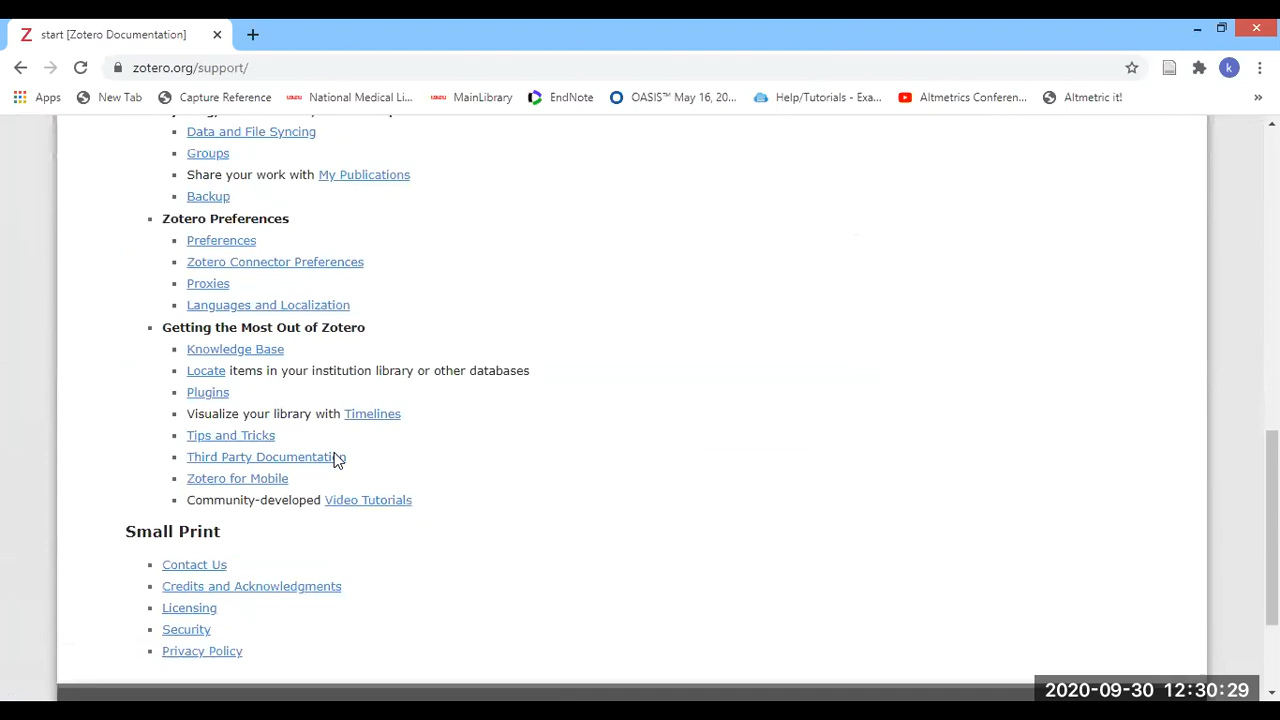 start [Zotero Documentation]
zotero.org/support/
Apps New Tab Capture Reference National Medical Li... MainLibrary EndNote OASIS™ May 16, 20... Help/Tutorials - Exa... Altmetrics Conferen... Altmetric it! »
Data and File Syncing
Groups
Share your work with My Publications
Backup
Zotero Preferences
Preferences
Zotero Connector Preferences
Proxies
Languages and Localization
Getting the Most Out of Zotero
Knowledge Base
Locate items in your institution library or other databases
Plugins
Visualize your library with Timelines
Tips and Tricks
Third Party Documentation
Zotero for Mobile
Community-developed Video Tutorials
Small Print
Contact Us
Credits and Acknowledgments
Licensing
Security
Privacy Policy
2020-09-30 12:30:29